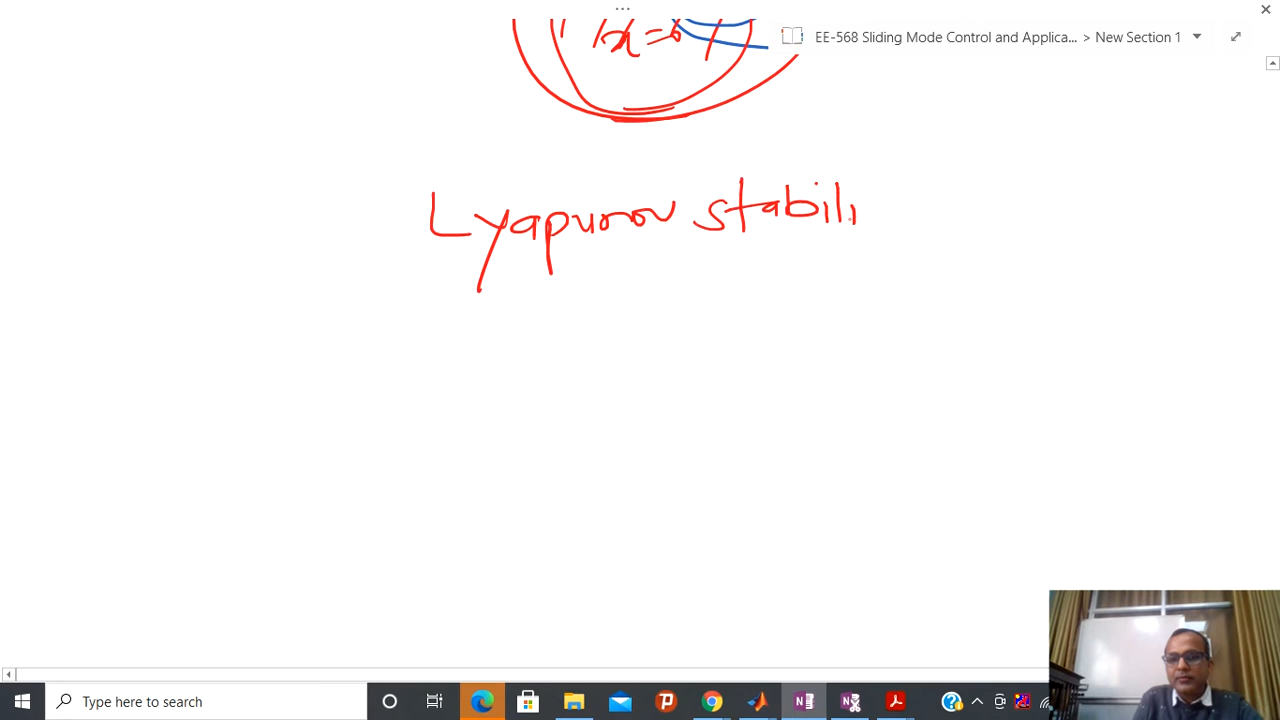 EE-568 Sliding Mode Control and Applica... > New Section 1
Lyapunov stabili
Type here to search